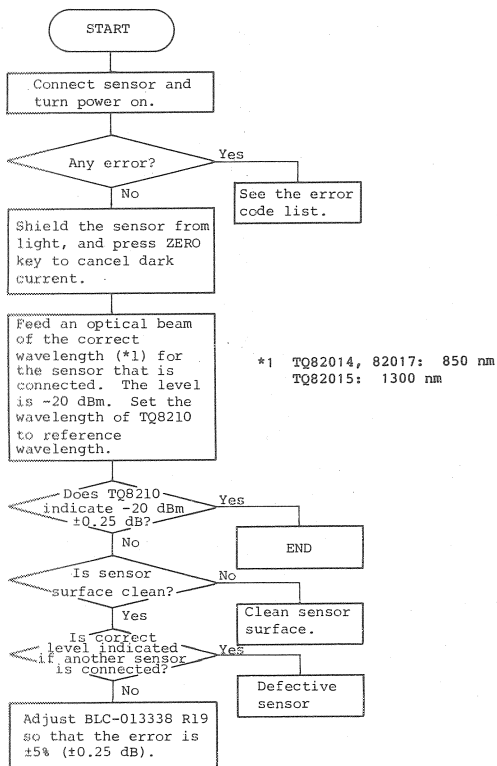 START
Connect sensor and
turn power on.
Any error?
Yes
No
See the error
code list.
Shield the sensor from
light, and press ZERO
key to cancel dark
current.
Feed an optical beam
of the correct
wavelength (*1) for
the sensor that is
connected. The level
is -20 dBm. Set the
wavelength of TQ8210
to reference
wavelength.
*1 TQ82014, 82017: 850 nm
TQ82015: 1300 nm
Does TQ8210
indicate -20 dBm
±0.25 dB?
Yes
No
END
Is sensor
surface clean?
No
Yes
Clean sensor
surface.
Is correct
level indicated
if another sensor
is connected?
Yes
No
Defective
sensor
Adjust BLC-013338 R19
so that the error is
±5% (±0.25 dB).